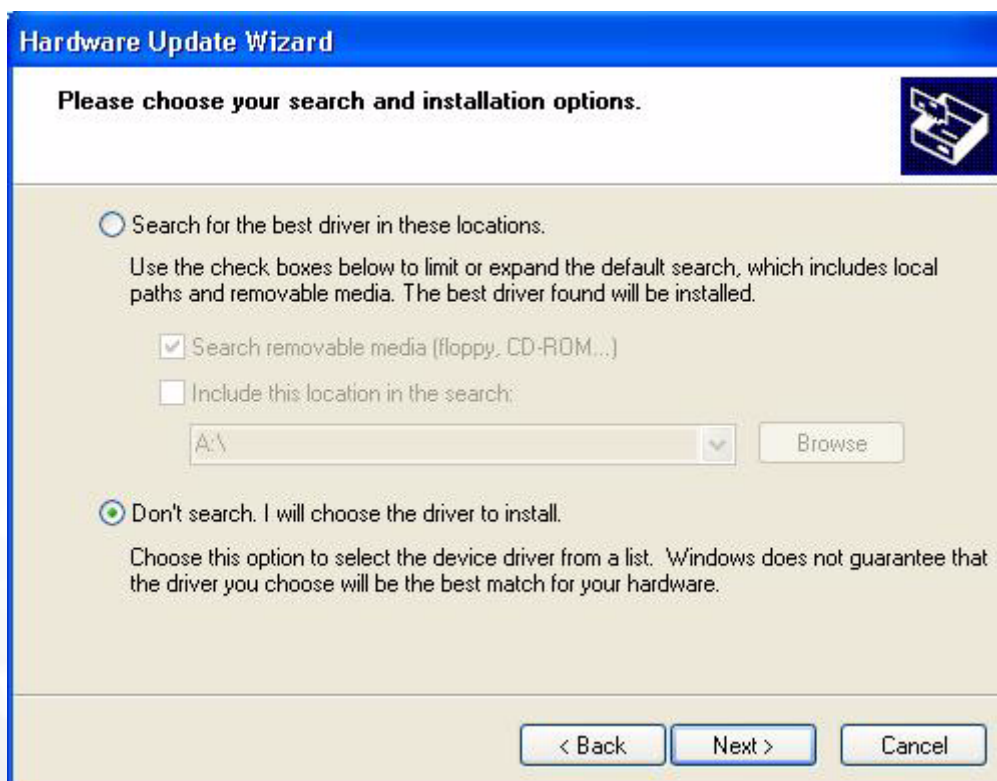 Hardware Update Wizard
Please choose your search and installation options.
Search for the best driver in these locations.
Use the check boxes below to limit or expand the default search, which includes local
paths and removable media. The best driver found will be installed.
Search removable media (floppy, CD-ROM...)
Include this location in the search:
A:\
Browse
Don't search. I will choose the driver to install.
Choose this option to select the device driver from a list. Windows does not guarantee that
the driver you choose will be the best match for your hardware.
< Back
Next >
Cancel